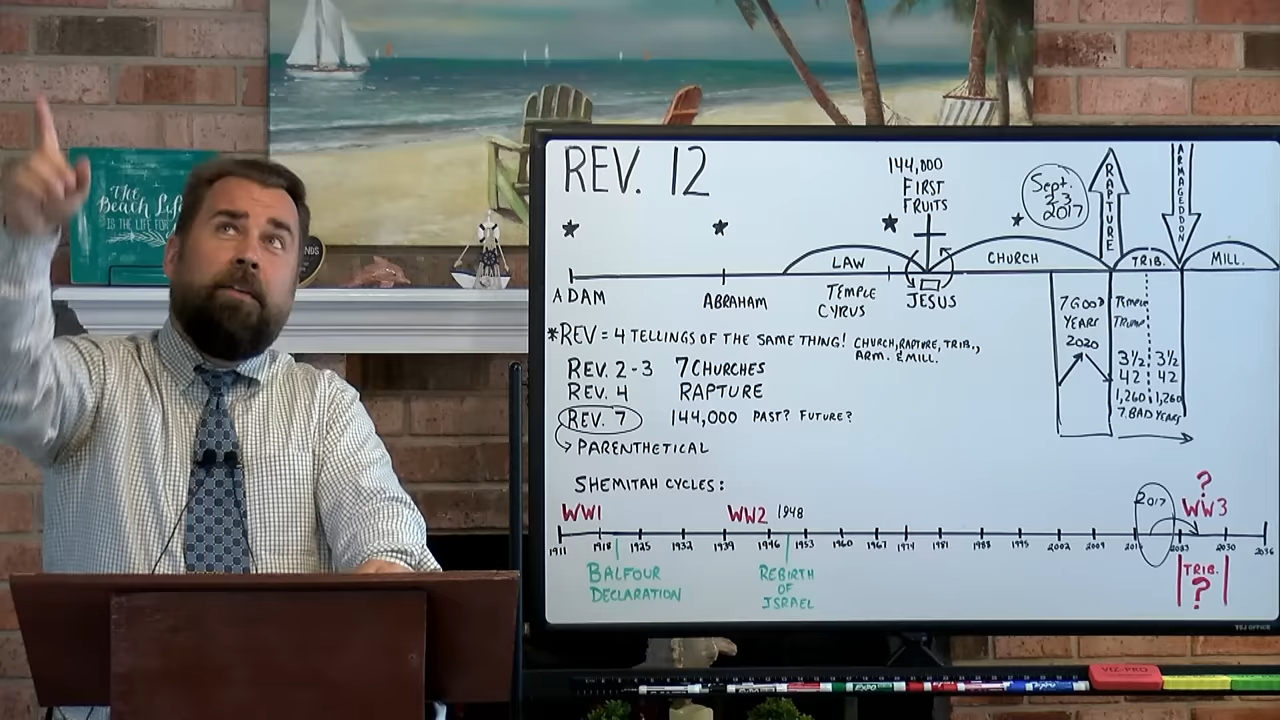 THE
Beach Life
IS THE LIFE FOR
REV. 12
144,000
FIRST
FRUITS
Sept.
23
2017
RAPTURE
ARMAGEDDON
LAW
CHURCH
TRIB.
MILL.
ADAM
ABRAHAM
TEMPLE
CYRUS
JESUS
7 GOOD
YEARS
2020
TEMPLE
TRUMP
3½ 3½
42 42
1,260 1,260
7 BAD YEARS
*REV = 4 TELLINGS OF THE SAME THING! CHURCH, RAPTURE, TRIB.,
ARM. & MILL.
REV. 2-3 7 CHURCHES
REV. 4 RAPTURE
REV. 7 144,000 PAST? FUTURE?
PARENTHETICAL
SHEMITAH CYCLES:
WW1
WW2 1948
2017
?
WW3
1911 1918 1925 1932 1939 1946 1953 1960 1967 1974 1981 1988 1995 2002 2009 2023 2030 2036
BALFOUR
DECLARATION
REBIRTH
OF
ISRAEL
TRIB.
?
EXPO
VIZ-PRO